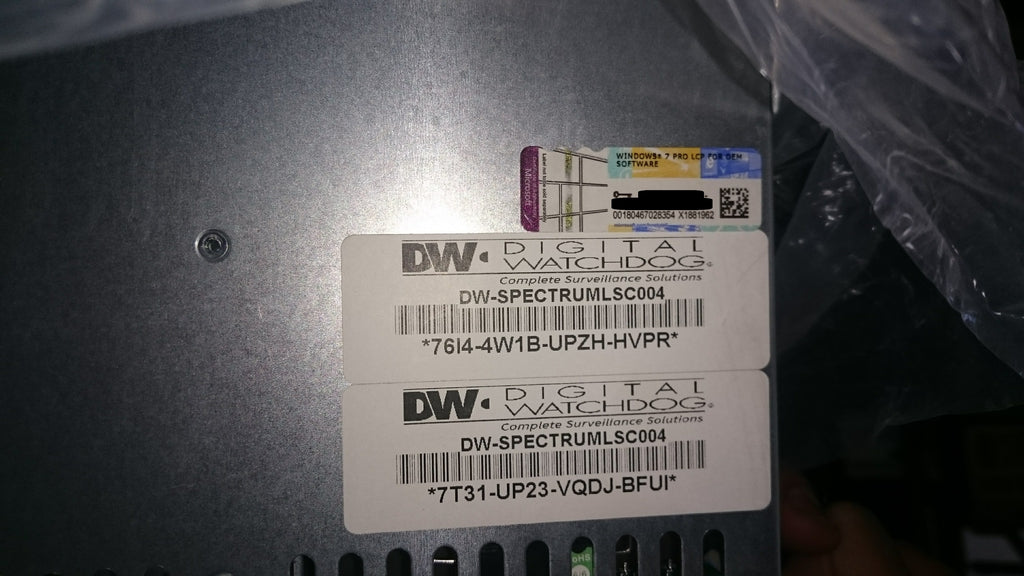 WINDOWS® 7 PRO LCP FOR OEM
SOFTWARE
Microsoft
00180467028354 X1881962
DW DIGITAL
WATCHDOG®
Complete Surveillance Solutions
DW-SPECTRUMLSC004
*76I4-4W1B-UPZH-HVPR*
DW DIGITAL
WATCHDOG®
Complete Surveillance Solutions
DW-SPECTRUMLSC004
*7T31-UP23-VQDJ-BFUI*